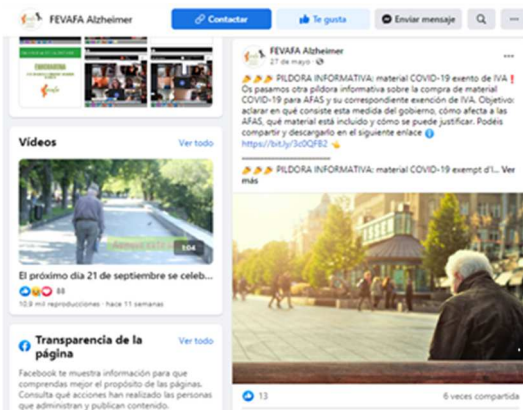 FEVAFA Alzheimer
Contactar
Te gusta
Enviar mensaje
Vídeos
Ver todo
1:04
El próximo día 21 de septiembre se celeb...
88
10,9 mil reproducciones · hace 11 semanas
Transparencia de la página
Ver todo
Facebook te muestra información para que
comprendas mejor el propósito de las páginas.
Consulta qué acciones han realizado las personas
que administran y publican contenido.
FEVAFA Alzheimer
27 de mayo ·
PILDORA INFORMATIVA: material COVID-19 exento de IVA
Os pasamos otra píldora informativa sobre la compra de material
COVID-19 para AFAS y su correspondiente exención de IVA. Objetivo:
aclarar en qué consiste esta medida del gobierno, cómo afecta a las
AFAS, qué material está incluido y cómo se puede justificar. Podéis
compartir y descargarlo en el siguiente enlace
https://bit.ly/3c0QFB2
PILDORA INFORMATIVA: material COVID-19 exempt d'I... Ver
más
13
6 veces compartida